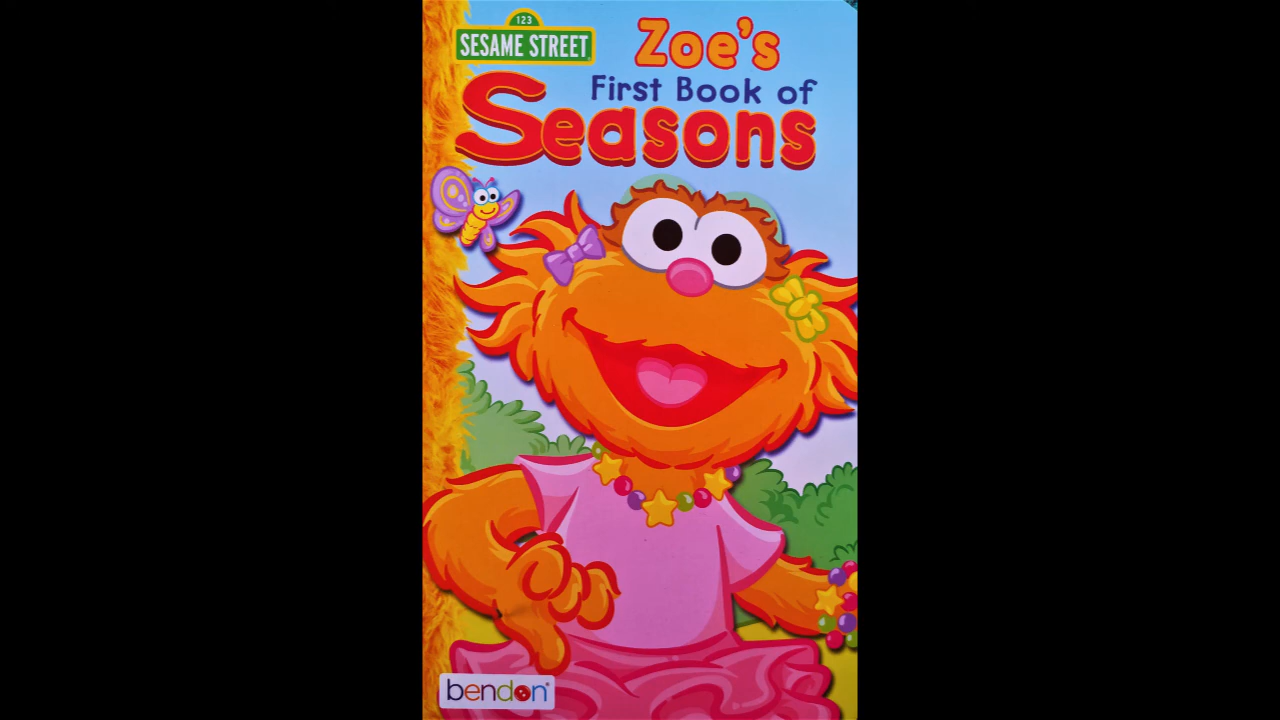 123
SESAME STREET
Zoe's
First Book of
Seasons
bendon®